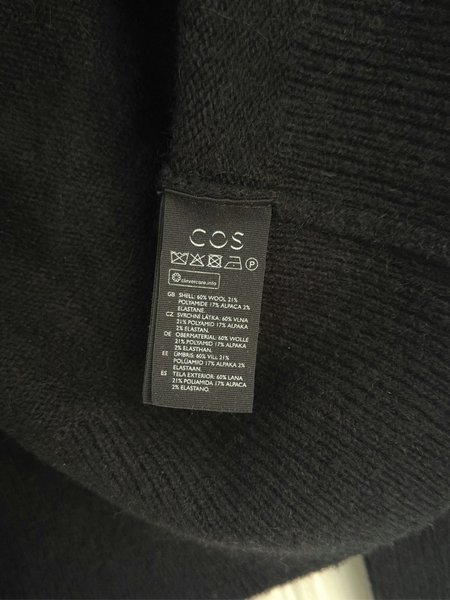 COS
P
clevercare.info
GB SHELL: 60% WOOL 21%
POLYAMIDE 17% ALPACA 2%
ELASTANE.
CZ SVRCHNI LÁTKA: 60% VLNA
21% POLYAMID 17% ALPACA
2% ELASTAN.
DE OBERMATERIAL: 60% WOLLE
21% POLYAMID 17% ALPAKA
2% ELASTHAN.
EE ÜMBRIS: 60% VILL 21%
POLÜAMIID 17% ALPAKA 2%
ELASTAAN.
ES TELA EXTERIOR: 60% LANA
21% POLIAMIDA 17% ALPACA
2% ELASTANO.